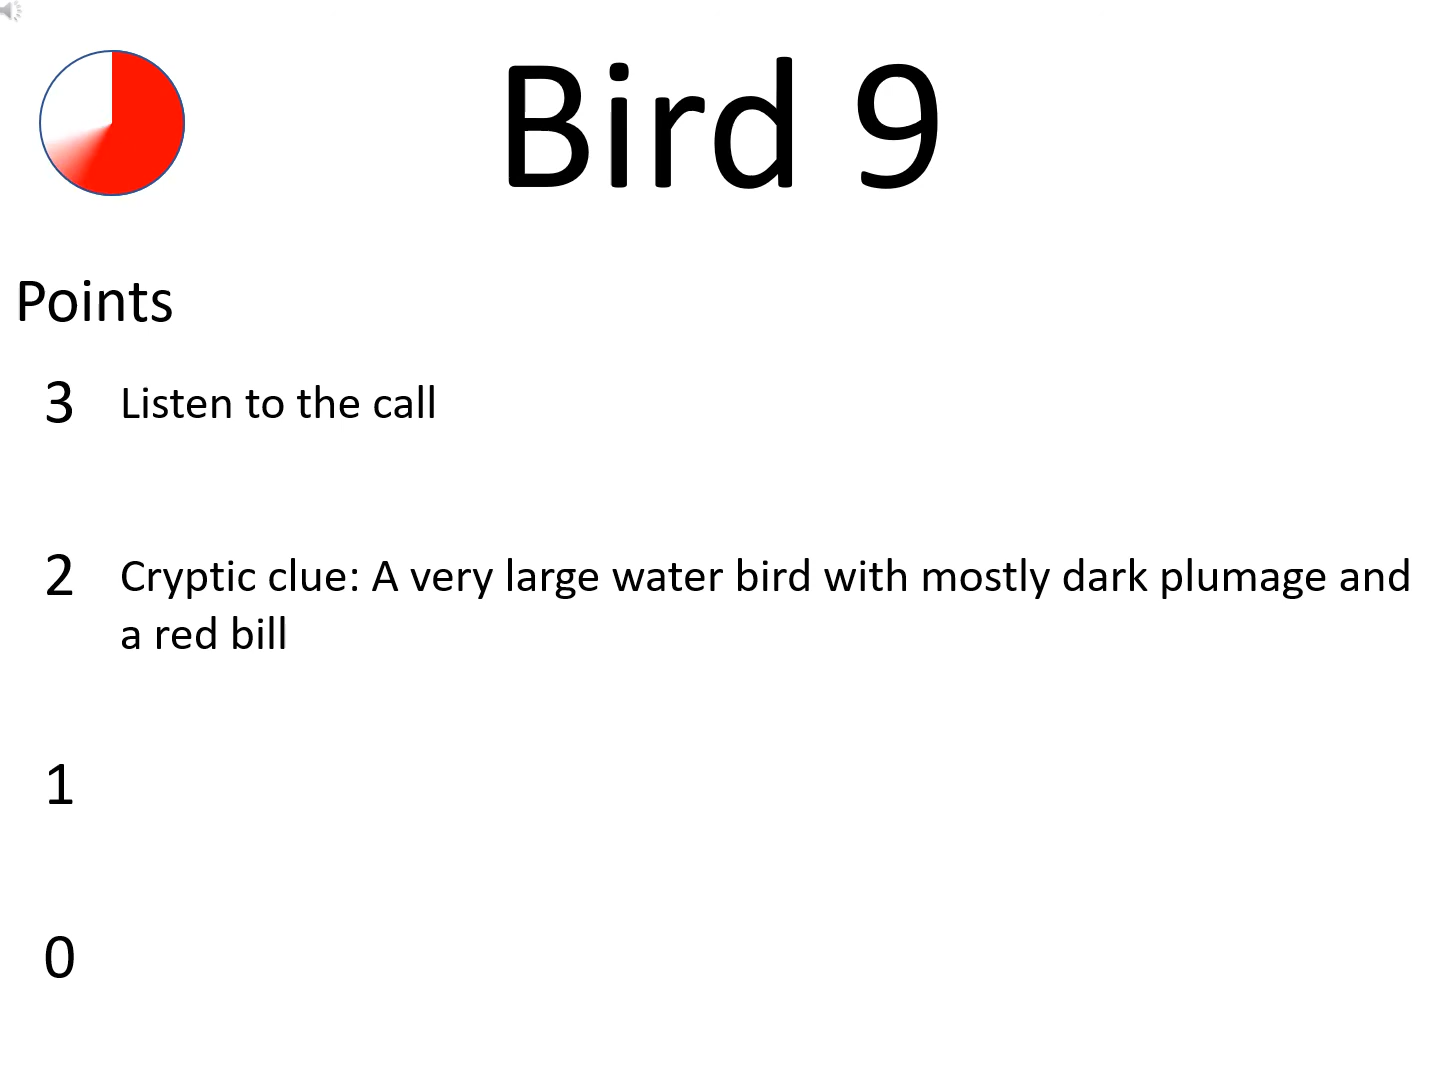 Bird 9
Points
3 Listen to the call
2 Cryptic clue: A very large water bird with mostly dark plumage and
a red bill
1
0